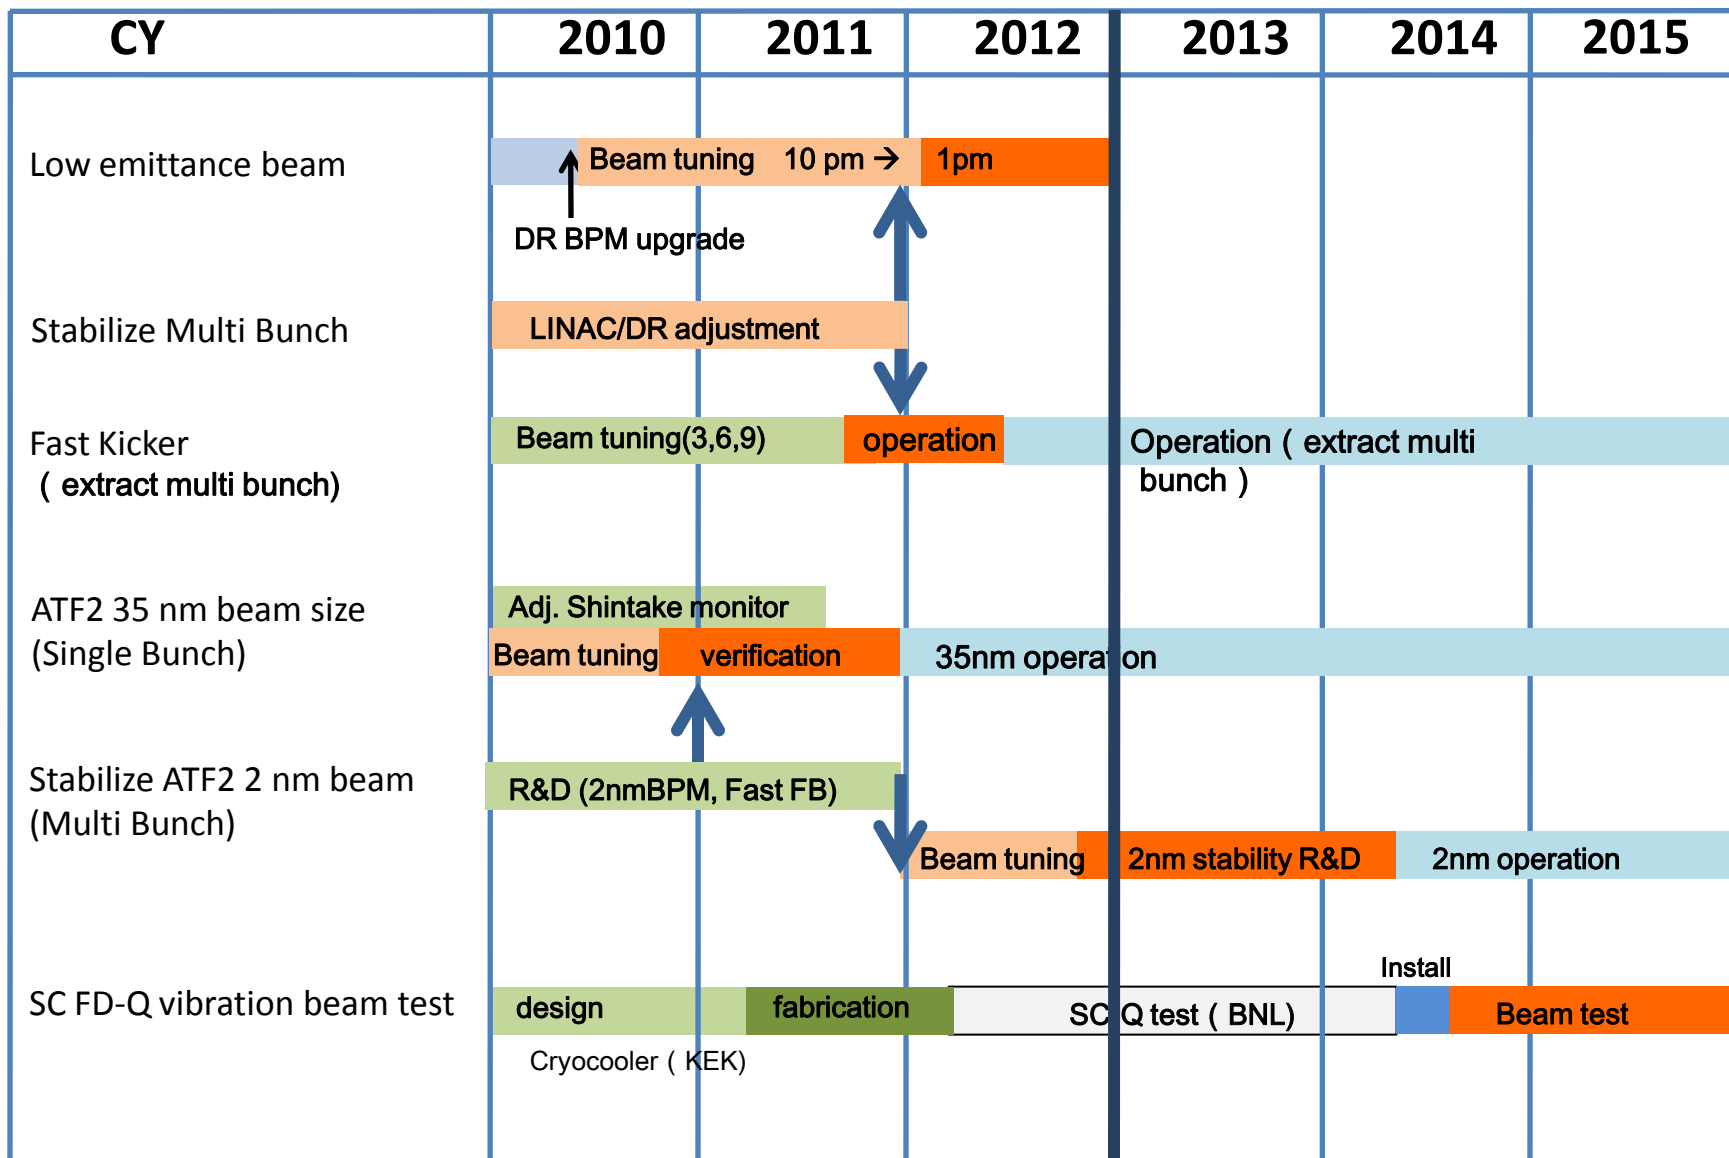 CY 2010 2011 2012 2013 2014 2015
Low emittance beam
Beam tuning 10 pm → 1pm
DR BPM upgrade
Stabilize Multi Bunch
LINAC/DR adjustment
Fast Kicker
( extract multi bunch)
Beam tuning(3,6,9)
operation
Operation ( extract multi
bunch )
ATF2 35 nm beam size
(Single Bunch)
Adj. Shintake monitor
Beam tuning
verification
35nm operation
Stabilize ATF2 2 nm beam
(Multi Bunch)
R&D (2nmBPM, Fast FB)
Beam tuning
2nm stability R&D
2nm operation
SC FD-Q vibration beam test
design
fabrication
SC Q test ( BNL)
Install
Beam test
Cryocooler ( KEK)